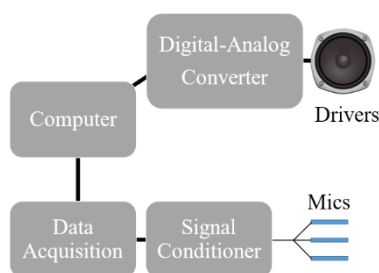 Digital-Analog
Converter
Drivers
Computer
Mics
Data
Acquisition
Signal
Conditioner